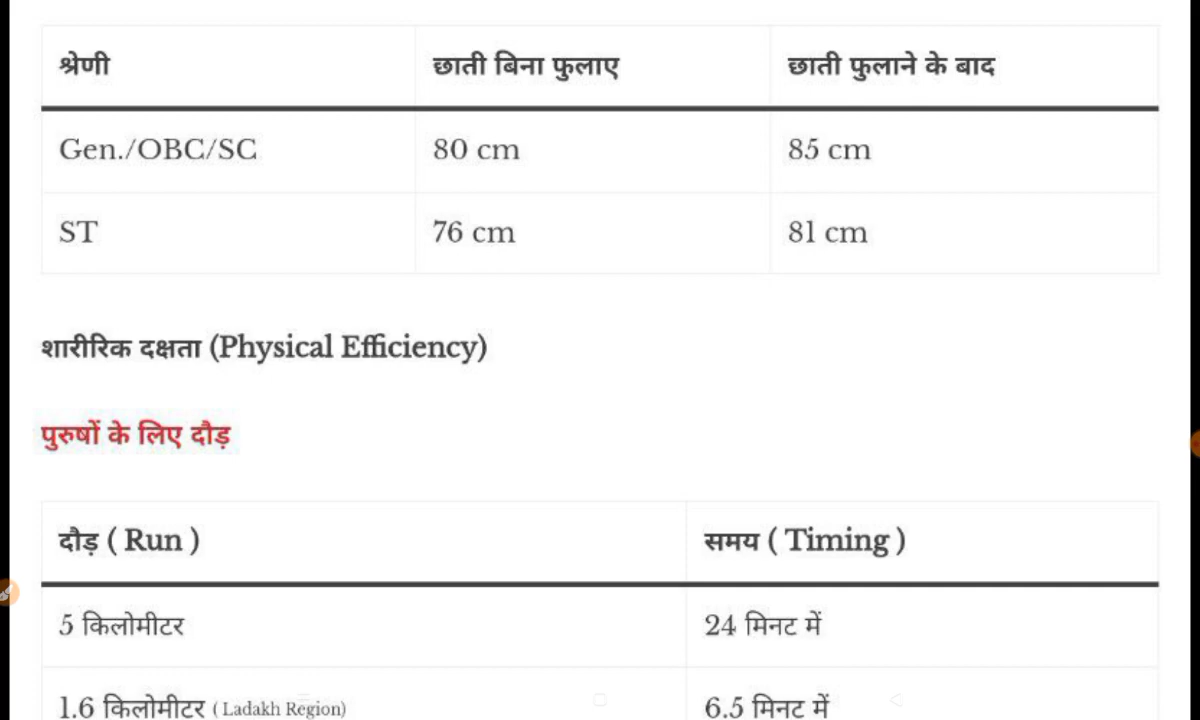 श्रेणी छाती बिना फुलाए छाती फुलाने के बाद
Gen./OBC/SC 80 cm 85 cm
ST 76 cm 81 cm
शारीरिक दक्षता (Physical Efficiency)
पुरुषों के लिए दौड़
दौड़ ( Run ) समय ( Timing )
5 किलोमीटर 24 मिनट में
1.6 किलोमीटर ( Ladakh Region) 6.5 मिनट में